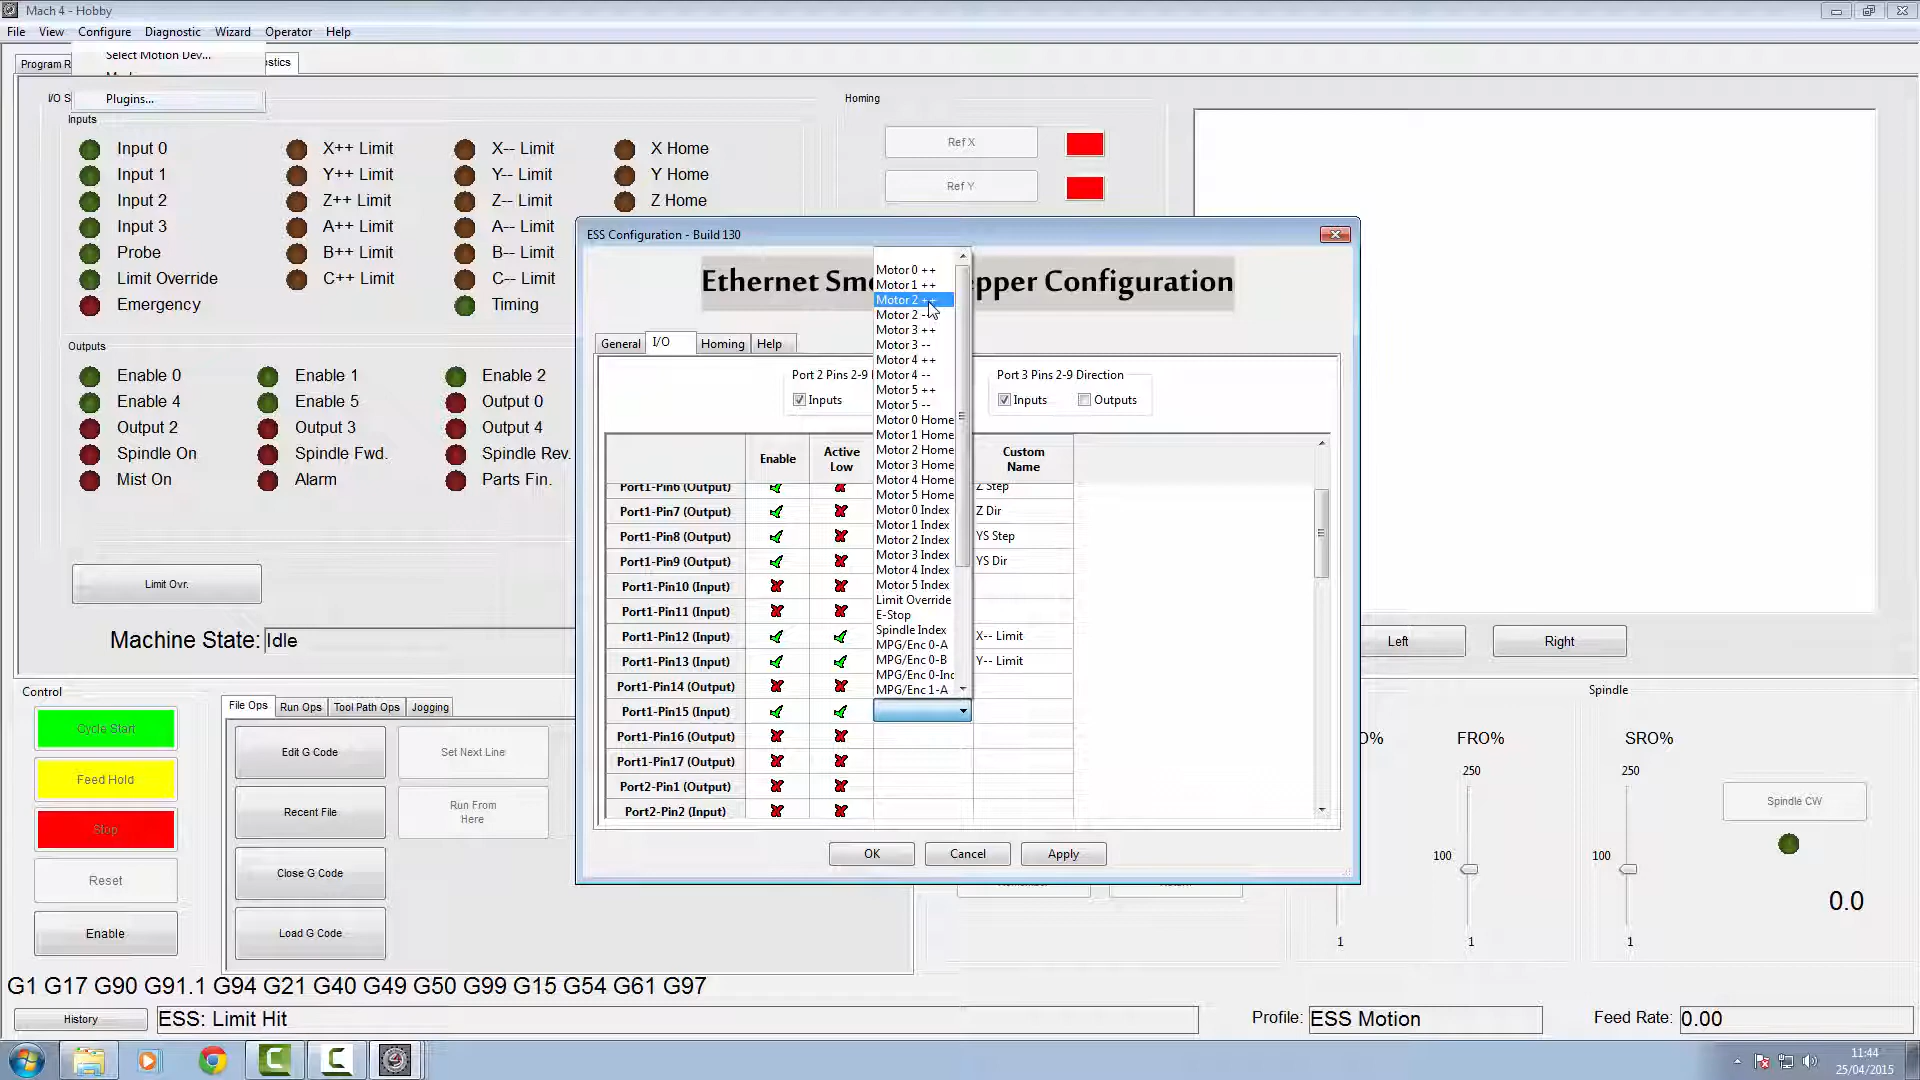 Mach 4 - Hobby
File View Configure Diagnostic Wizard Operator Help
Select Motion Dev...
Plugins...
Program R
stics
I/O S
Inputs
Input 0 X++ Limit X-- Limit X Home
Input 1 Y++ Limit Y-- Limit Y Home
Input 2 Z++ Limit Z-- Limit Z Home
Input 3 A++ Limit A-- Limit
Probe B++ Limit B-- Limit
Limit Override C++ Limit C-- Limit
Emergency Timing
Homing
Ref X
Ref Y
Outputs
Enable 0 Enable 1 Enable 2
Enable 4 Enable 5 Output 0
Output 2 Output 3 Output 4
Spindle On Spindle Fwd. Spindle Rev.
Mist On Alarm Parts Fin.
Limit Ovr.
Machine State: Idle
ESS Configuration - Build 130
Ethernet Smo
epper Configuration
General I/O Homing Help
Port 2 Pins 2-9
Inputs
Port 3 Pins 2-9 Direction
Inputs Outputs
Enable
Active Low
Custom Name
Port1-Pin6 (Output) Z Step
Port1-Pin7 (Output) Z Dir
Port1-Pin8 (Output) YS Step
Port1-Pin9 (Output) YS Dir
Port1-Pin10 (Input)
Port1-Pin11 (Input)
Port1-Pin12 (Input) X-- Limit
Port1-Pin13 (Input) Y-- Limit
Port1-Pin14 (Output)
Port1-Pin15 (Input)
Port1-Pin16 (Output)
Port1-Pin17 (Output)
Port2-Pin1 (Output)
Port2-Pin2 (Input)
Motor 0 ++
Motor 1 ++
Motor 2 ++
Motor 2 --
Motor 3 ++
Motor 3 --
Motor 4 ++
Motor 4 --
Motor 5 ++
Motor 5 --
Motor 0 Home
Motor 1 Home
Motor 2 Home
Motor 3 Home
Motor 4 Home
Motor 5 Home
Motor 0 Index
Motor 1 Index
Motor 2 Index
Motor 3 Index
Motor 4 Index
Motor 5 Index
Limit Override
E-Stop
Spindle Index
MPG/Enc 0-A
MPG/Enc 0-B
MPG/Enc 0-Inc
MPG/Enc 1-A
OK Cancel Apply
Left Right
Control
Cycle Start
Feed Hold
Stop
Reset
Enable
File Ops Run Ops Tool Path Ops Jogging
Edit G Code Set Next Line
Recent File Run From Here
Close G Code
Load G Code
Spindle
0% FRO% SRO%
250 250
100 100
1 1 1
Spindle CW
0.0
G1 G17 G90 G91.1 G94 G21 G40 G49 G50 G99 G15 G54 G61 G97
History ESS: Limit Hit Profile: ESS Motion Feed Rate: 0.00
11:44
25/04/2015